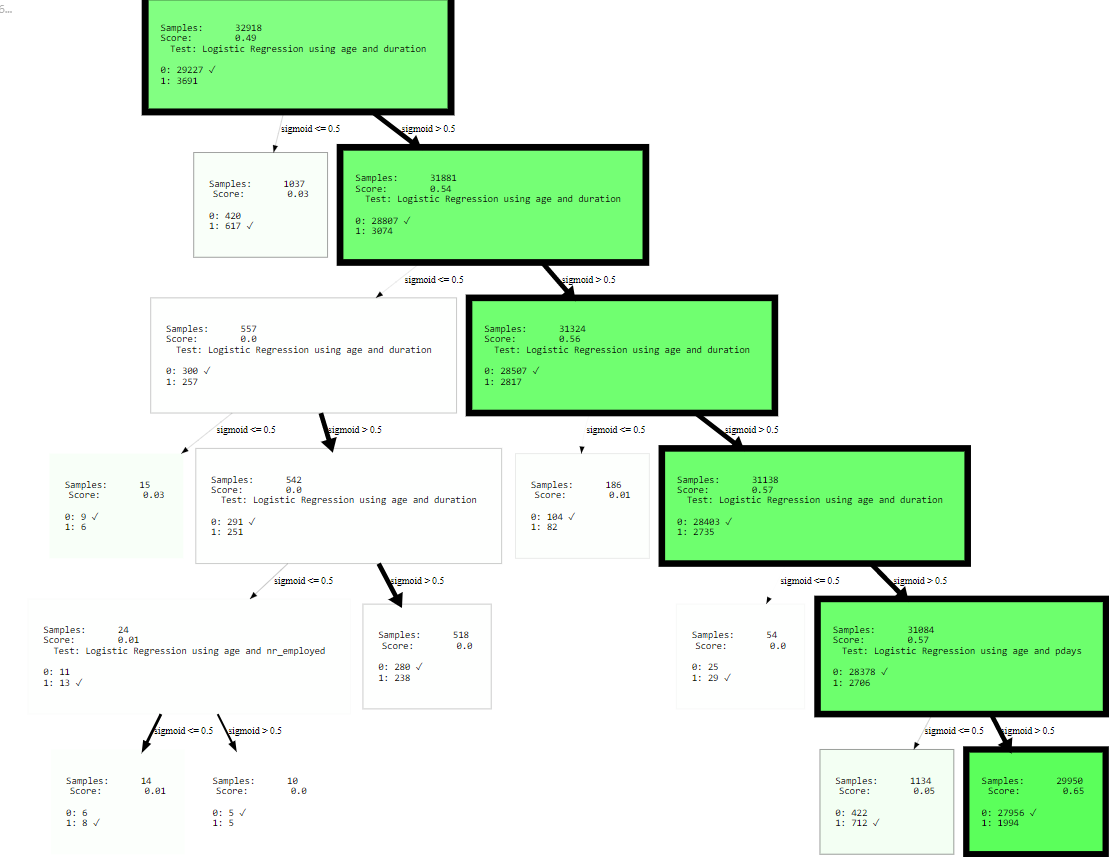 6...
Samples: 32918
Score: 0.49
Test: Logistic Regression using age and duration
0: 29227 ✓
1: 3691
sigmoid <= 0.5
sigmoid > 0.5
Samples: 1037
Score: 0.03
0: 420
1: 617 ✓
Samples: 31881
Score: 0.54
Test: Logistic Regression using age and duration
0: 28807 ✓
1: 3074
sigmoid <= 0.5
sigmoid > 0.5
Samples: 557
Score: 0.0
Test: Logistic Regression using age and duration
0: 300 ✓
1: 257
Samples: 31324
Score: 0.56
Test: Logistic Regression using age and duration
0: 28507 ✓
1: 2817
sigmoid <= 0.5
sigmoid > 0.5
sigmoid <= 0.5
sigmoid > 0.5
Samples: 15
Score: 0.03
0: 9 ✓
1: 6
Samples: 542
Score: 0.0
Test: Logistic Regression using age and duration
0: 291 ✓
1: 251
Samples: 186
Score: 0.01
0: 104 ✓
1: 82
Samples: 31138
Score: 0.57
Test: Logistic Regression using age and duration
0: 28403 ✓
1: 2735
sigmoid <= 0.5
sigmoid > 0.5
sigmoid <= 0.5
sigmoid > 0.5
Samples: 24
Score: 0.01
Test: Logistic Regression using age and nr_employed
0: 11
1: 13 ✓
Samples: 518
Score: 0.0
0: 280 ✓
1: 238
Samples: 54
Score: 0.0
0: 25
1: 29 ✓
Samples: 31084
Score: 0.57
Test: Logistic Regression using age and pdays
0: 28378 ✓
1: 2706
sigmoid <= 0.5
sigmoid > 0.5
sigmoid <= 0.5
sigmoid > 0.5
Samples: 14
Score: 0.01
0: 6
1: 8 ✓
Samples: 10
Score: 0.0
0: 5 ✓
1: 5
Samples: 1134
Score: 0.05
0: 422
1: 712 ✓
Samples: 29950
Score: 0.65
0: 27956 ✓
1: 1994